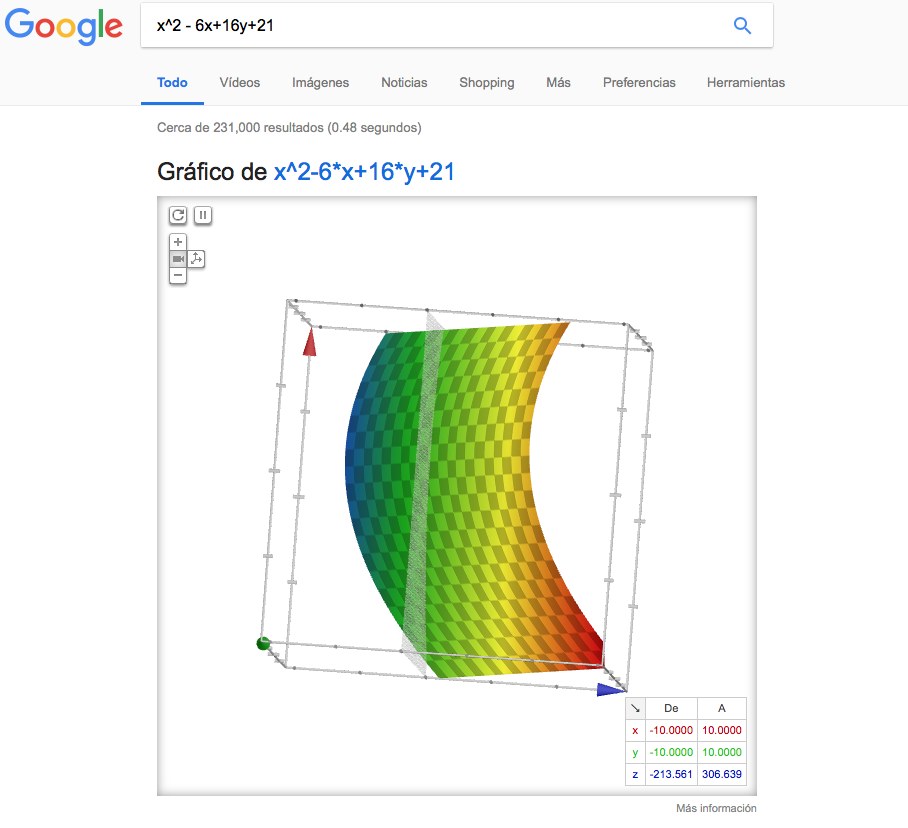 Google
x^2 - 6x+16y+21
Todo Vídeos Imágenes Noticias Shopping Más Preferencias Herramientas
Cerca de 231,000 resultados (0.48 segundos)
Gráfico de x^2-6*x+16*y+21
De A
x -10.0000 10.0000
y -10.0000 10.0000
z -213.561 306.639
Más información